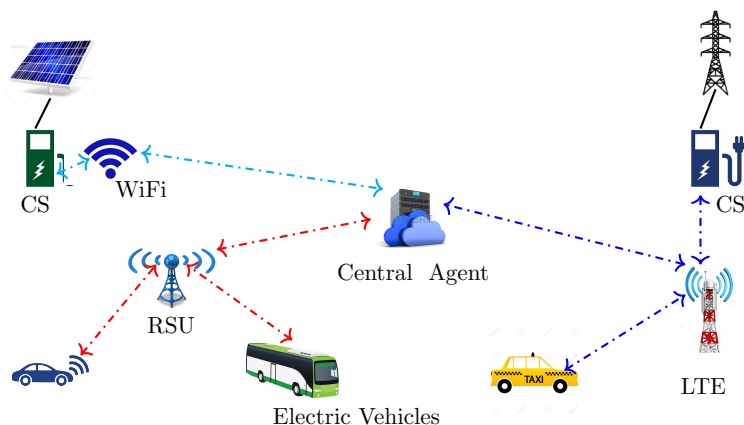 WiFi
CS
CS
Central Agent
RSU
TAXI
LTE
Electric Vehicles